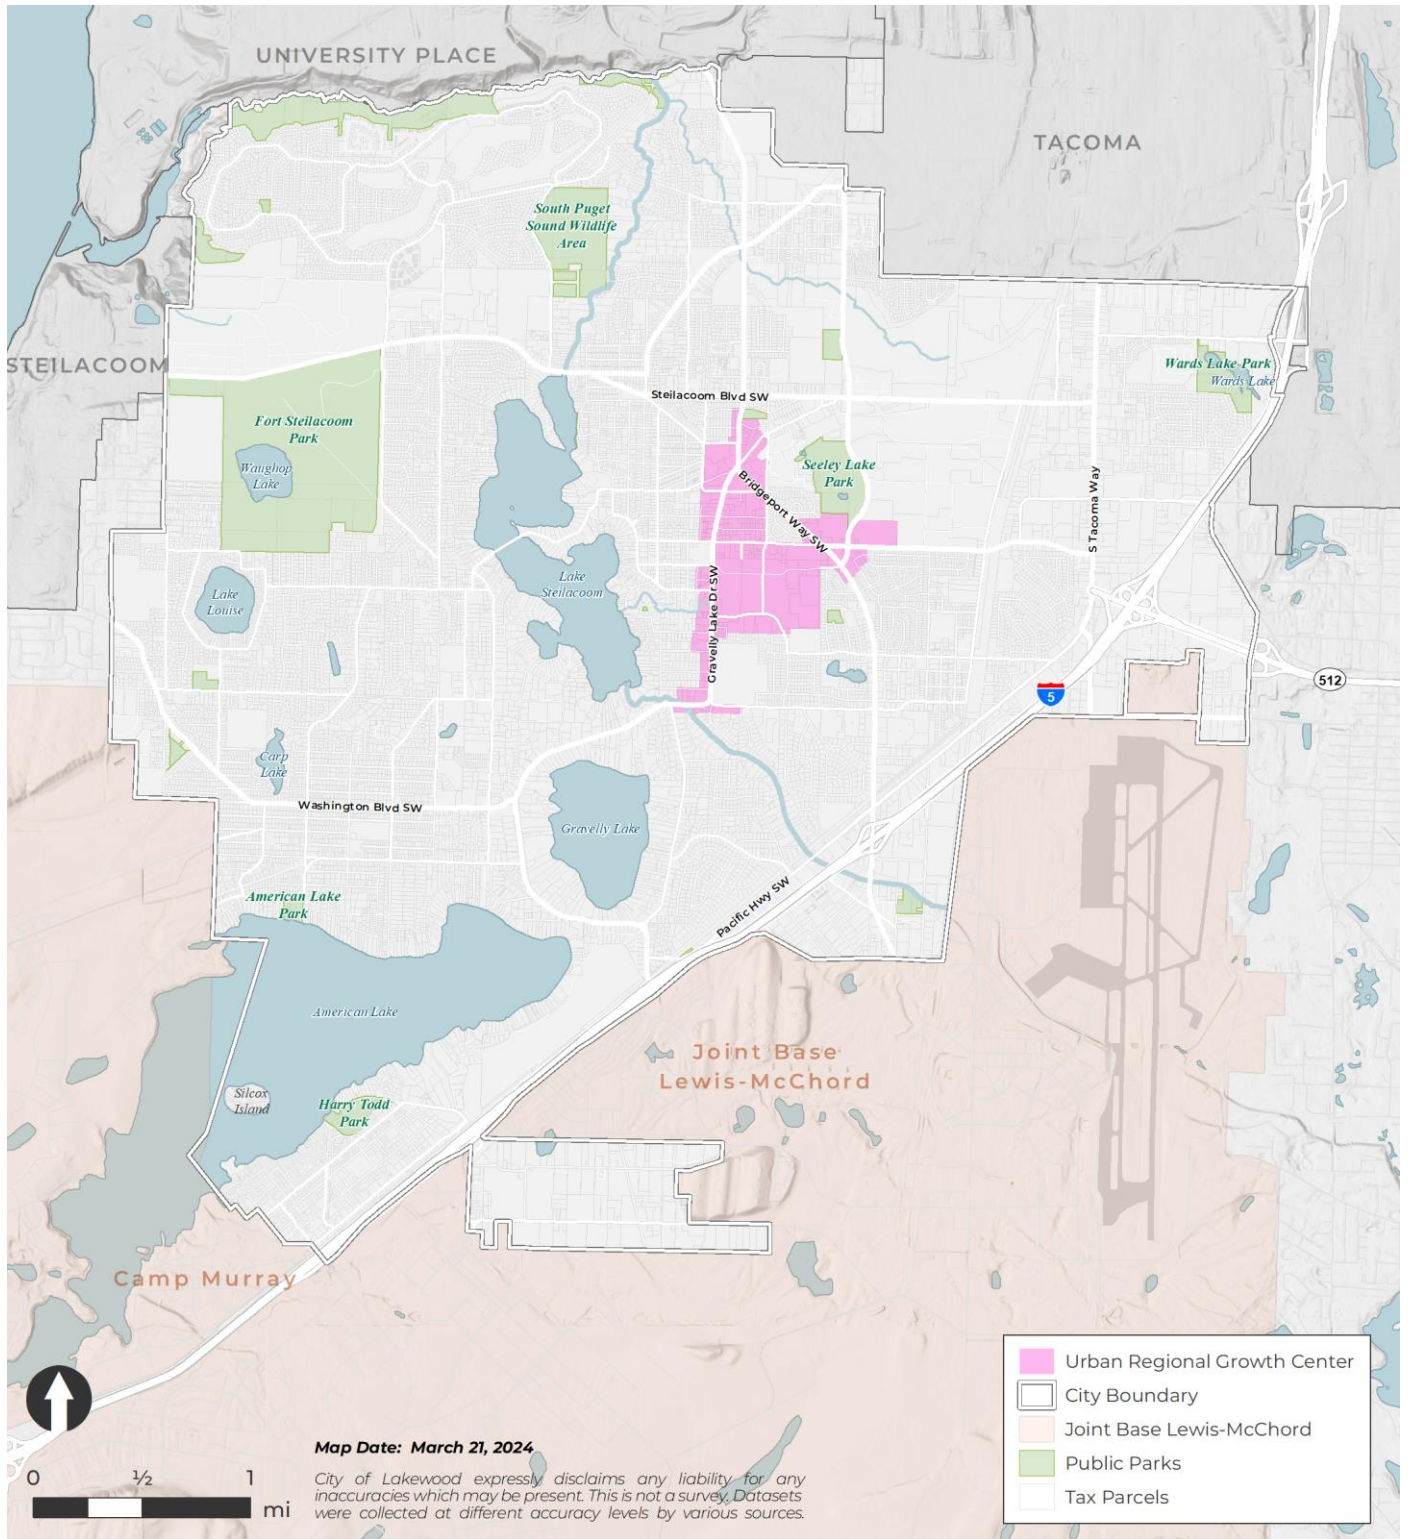 UNIVERSITY PLACE
TACOMA
South Puget
Sound Wildlife
Area
STEILACOOM
Wards Lake Park
Wards Lake
Steilacoom Blvd SW
Fort Steilacoom
Park
Waughop
Lake
Seeley Lake
Park
Bridgeport Way SW
S Tacoma Way
Lake
Steilacoom
Lake
Louise
Gravelly Lake Dr SW
512
5
Carp
Lake
Washington Blvd SW
Gravelly Lake
American Lake
Park
Pacific Hwy SW
American Lake
Joint Base
Lewis-McChord
Silcox
Island
Harry Todd
Park
Camp Murray
Urban Regional Growth Center
City Boundary
Joint Base Lewis-McChord
Public Parks
Tax Parcels
Map Date: March 21, 2024
City of Lakewood expressly disclaims any liability for any
inaccuracies which may be present. This is not a survey. Datasets
were collected at different accuracy levels by various sources.
0 ½ 1
mi